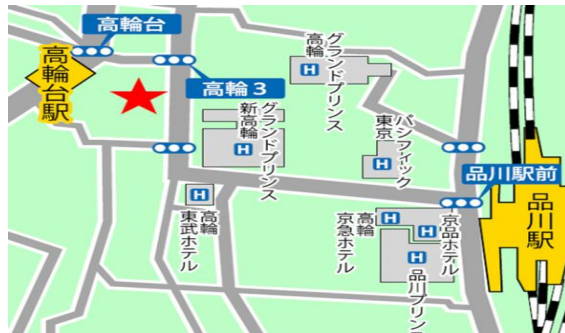 高輪台
高輪台駅
高輪3
H
グランドプリンス
高輪
H
グランドプリンス
新高輪
H
パシフィック
東京
H
高輪
東武ホテル
品川駅前
品川駅
H
高輪
京急ホテル
H
京品ホテル
H
品川プリン